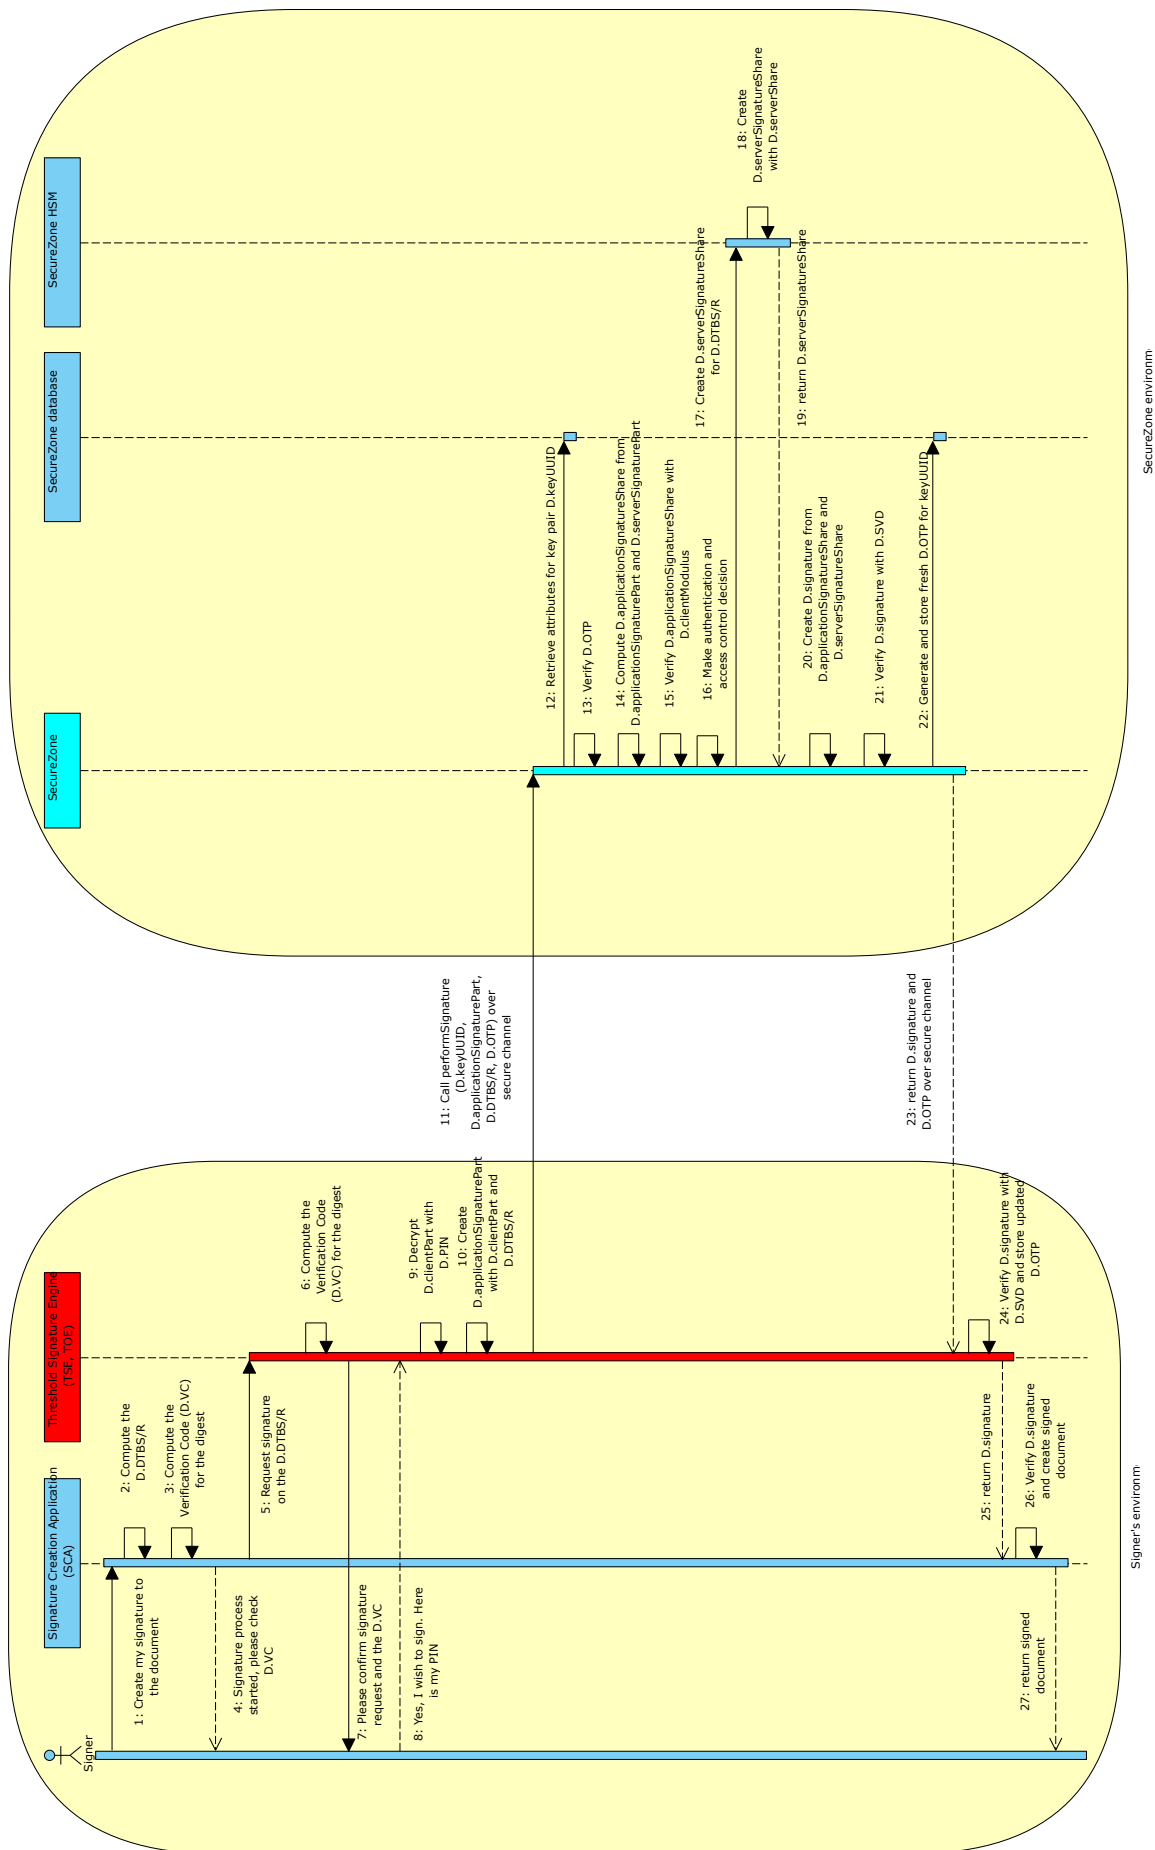 Signer
Signature Creation Application
(SCA)
Threshold Signature Engine
(TSE, TOE)
SecureZone
SecureZone database
SecureZone HSM
1: Create my signature to
the document
2: Compute the
D.DTBS/R
3: Compute the
Verification Code (D.VC)
for the digest
4: Signature process
started, please check
D.VC
5: Request signature
on the D.DTBS/R
6: Compute the
Verification Code
(D.VC) for the digest
7: Please confirm signature
request and the D.VC
8: Yes, I wish to sign. Here
is my PIN
9: Decrypt
D.clientPart with
D.PIN
10: Create
D.applicationSignaturePart
with D.clientPart and
D.DTBS/R
11: Call performSignature
(D.keyUUID,
D.applicationSignaturePart,
D.DTBS/R, D.OTP) over
secure channel
12: Retrieve attributes for key pair D.keyUUID
13: Verify D.OTP
14: Compute D.applicationSignatureShare from
D.applicationSignaturePart and D.serverSignaturePart
15: Verify D.applicationSignatureShare with
D.clientModulus
16: Make authentication and
access control decision
17: Create D.serverSignatureShare
for D.DTBS/R
18: Create
D.serverSignatureShare
with D.serverShare
19: return D.serverSignatureShare
20: Create D.signature from
D.applicationSignatureShare and
D.serverSignatureShare
21: Verify D.signature with D.SVD
22: Generate and store fresh D.OTP for keyUUID
23: return D.signature and
D.OTP over secure channel
24: Verify D.signature with
D.SVD and store updated
D.OTP
25: return D.signature
26: Verify D.signature
and create signed
document
27: return signed
document
Signer's environm
SecureZone environm